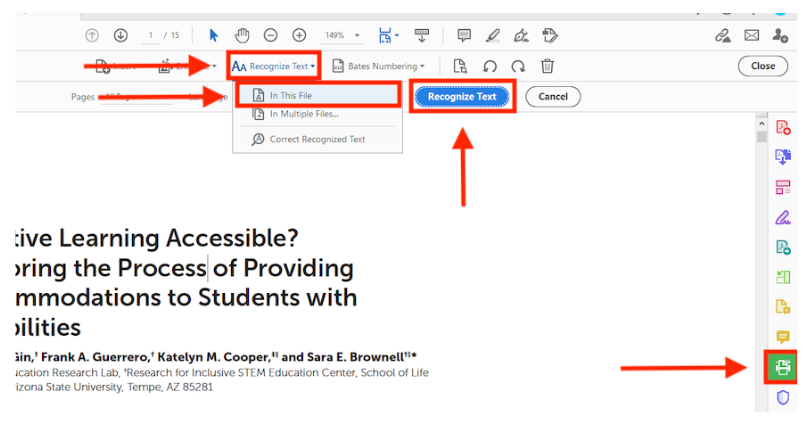 1 / 15 149%
Insert Recognize Text Bates Numbering Close
Pages Recognize Text Cancel
In This File
In Multiple Files...
Correct Recognized Text
tive Learning Accessible?
oring the Process of Providing
mmodations to Students with
bilities
Gin,† Frank A. Guerrero,† Katelyn M. Cooper,‡§ and Sara E. Brownell†§*
ucation Research Lab, †Research for Inclusive STEM Education Center, School of Life
rizona State University, Tempe, AZ 85281